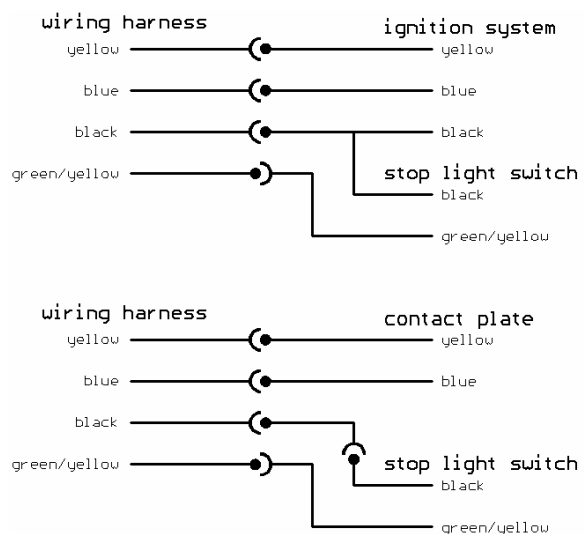 wiring harness ignition system
yellow yellow
blue blue
black black
stop light switch
green/yellow black
green/yellow
wiring harness contact plate
yellow yellow
blue blue
black
green/yellow stop light switch
black
green/yellow